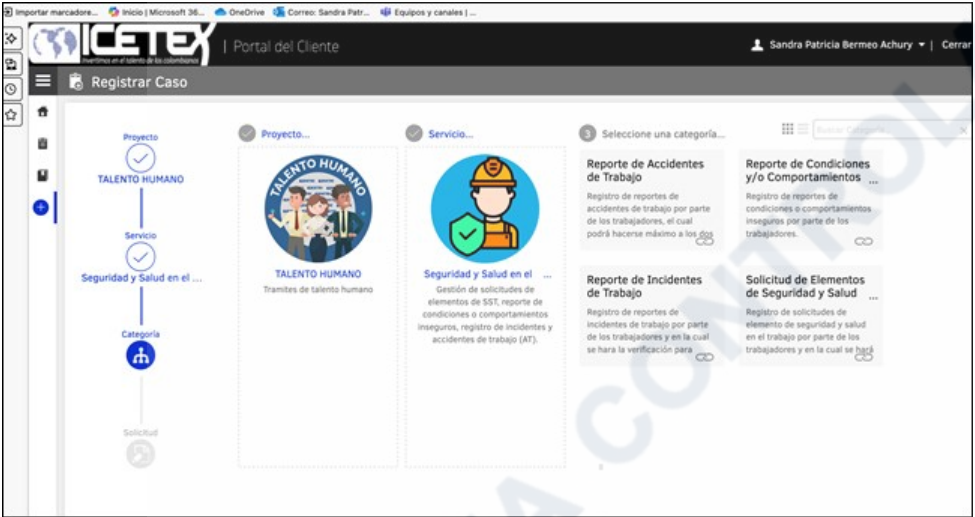 Importar marcadore... Inicio | Microsoft 36... OneDrive Correo: Sandra Patr... Equipos y canales | ...
ICETEX
Invertimos en el talento de los colombianos
Portal del Cliente
Sandra Patricia Bermeo Achury
Cerrar
Registrar Caso
Proyecto
TALENTO HUMANO
Servicio
Seguridad y Salud en el ...
Categoría
Solicitud
Proyecto...
TALENTO HUMANO
TALENTO HUMANO
Tramites de talento humano
Servicio...
Seguridad y Salud en el ...
Gestión de solicitudes de
elementos de SST, reporte de
condiciones o comportamientos
inseguros, registro de incidentes y
accidentes de trabajo (AT).
3 Seleccione una categoría...
Buscar Categoría
Reporte de Accidentes
de Trabajo
Registro de reportes de
accidentes de trabajo por parte
de los trabajadores, el cual
podrá hacerse máximo a los dos
Reporte de Condiciones
y/o Comportamientos ...
Registro de reportes de
condiciones o comportamientos
inseguros por parte de los
trabajadores.
Reporte de Incidentes
de Trabajo
Registro de reportes de
incidentes de trabajo por parte
de los trabajadores y en la cual
se hara la verificación para
Solicitud de Elementos
de Seguridad y Salud ...
Registro de solicitudes de
elemento de seguridad y salud
en el trabajo por parte de los
trabajadores y en la cual se hará
A CONTROLA